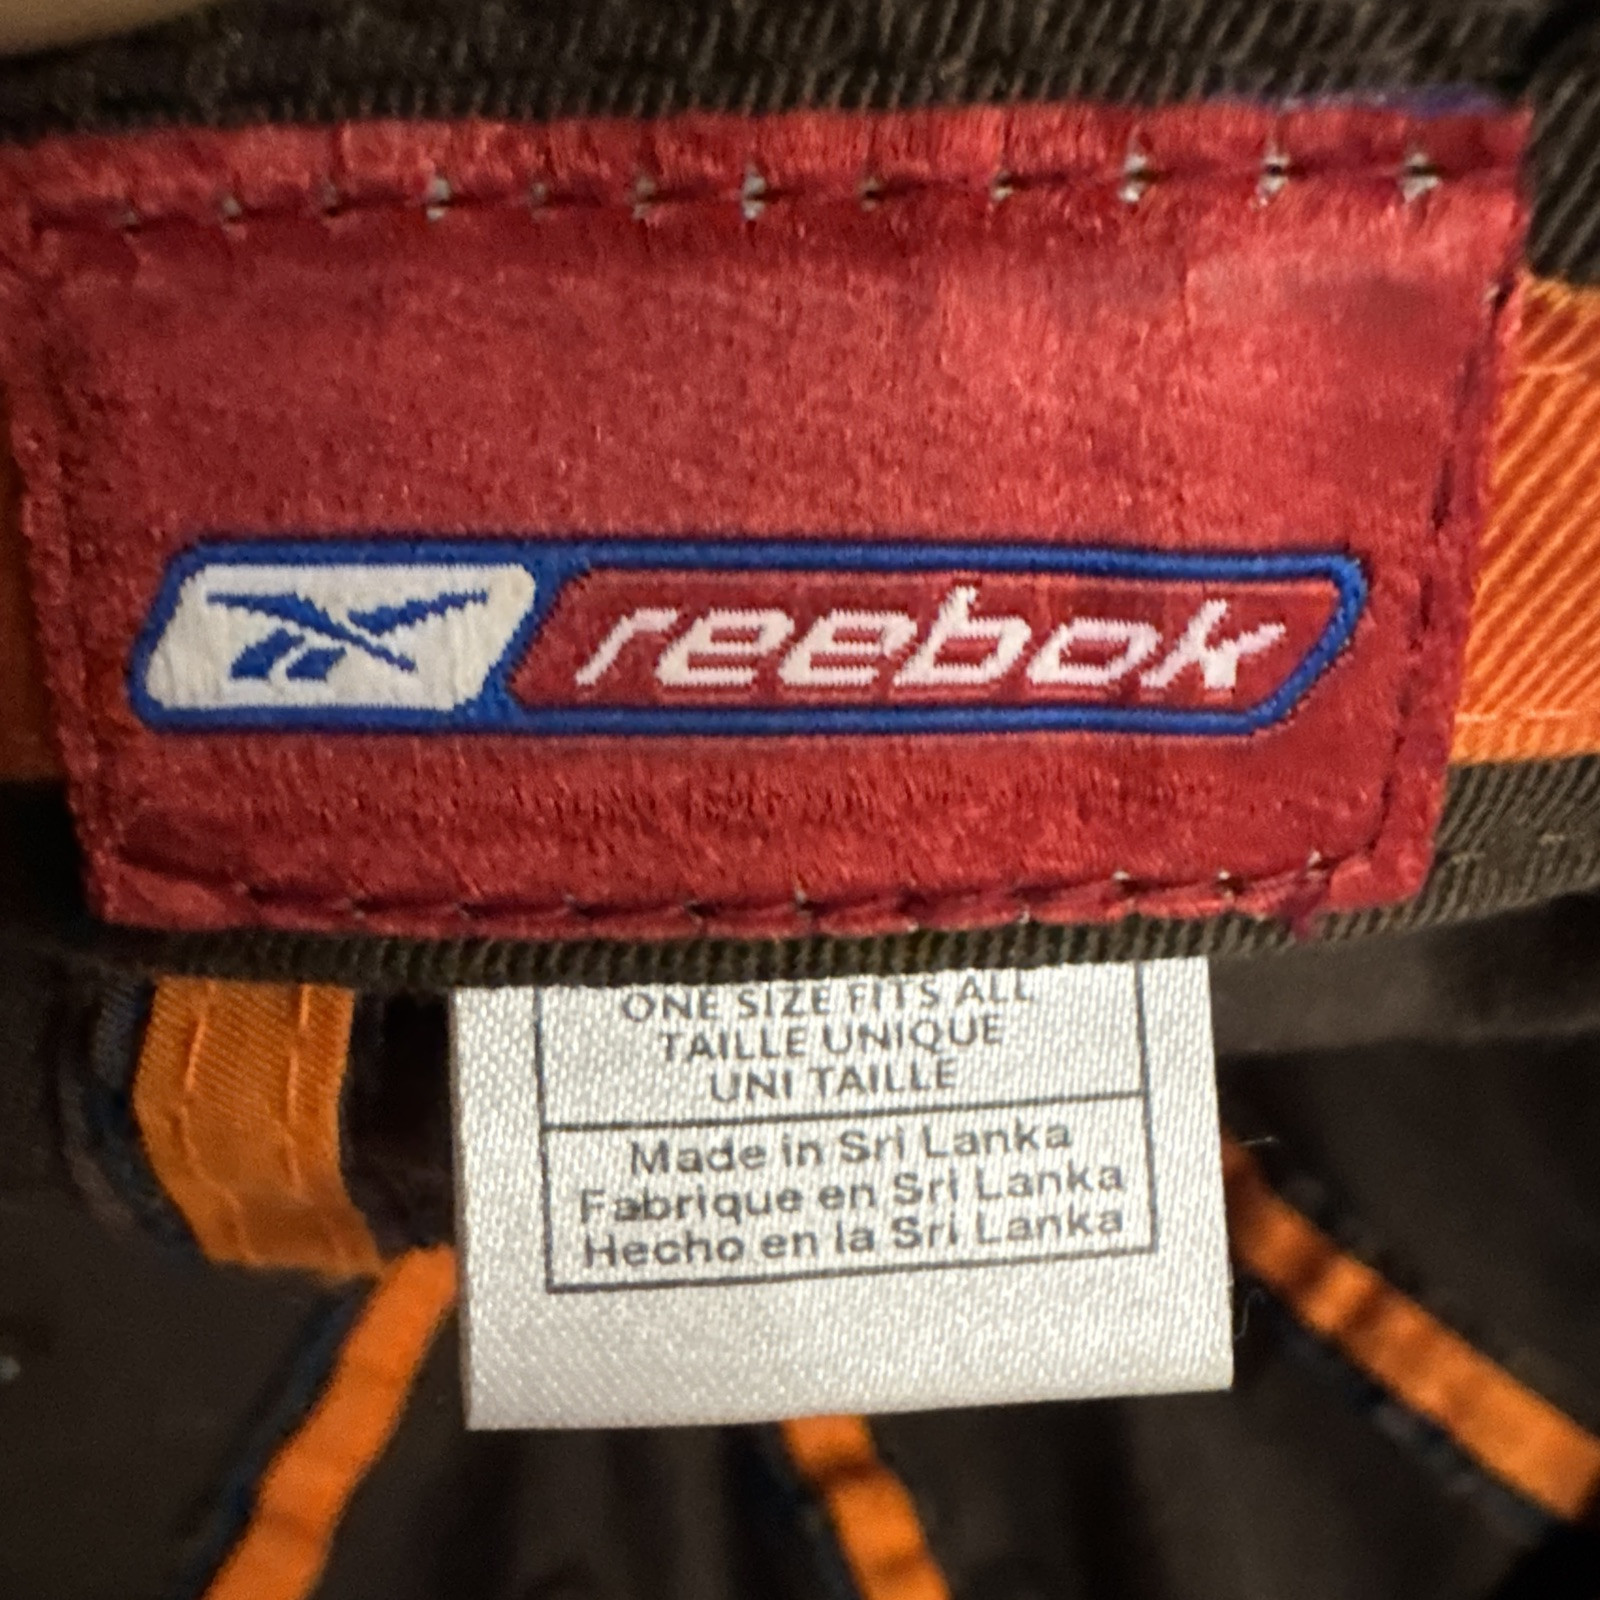 reebok
ONE SIZE FITS ALL
TAILLE UNIQUE
UNI TAILLE
Made in Sri Lanka
Fabrique en Sri Lanka
Hecho en la Sri Lanka